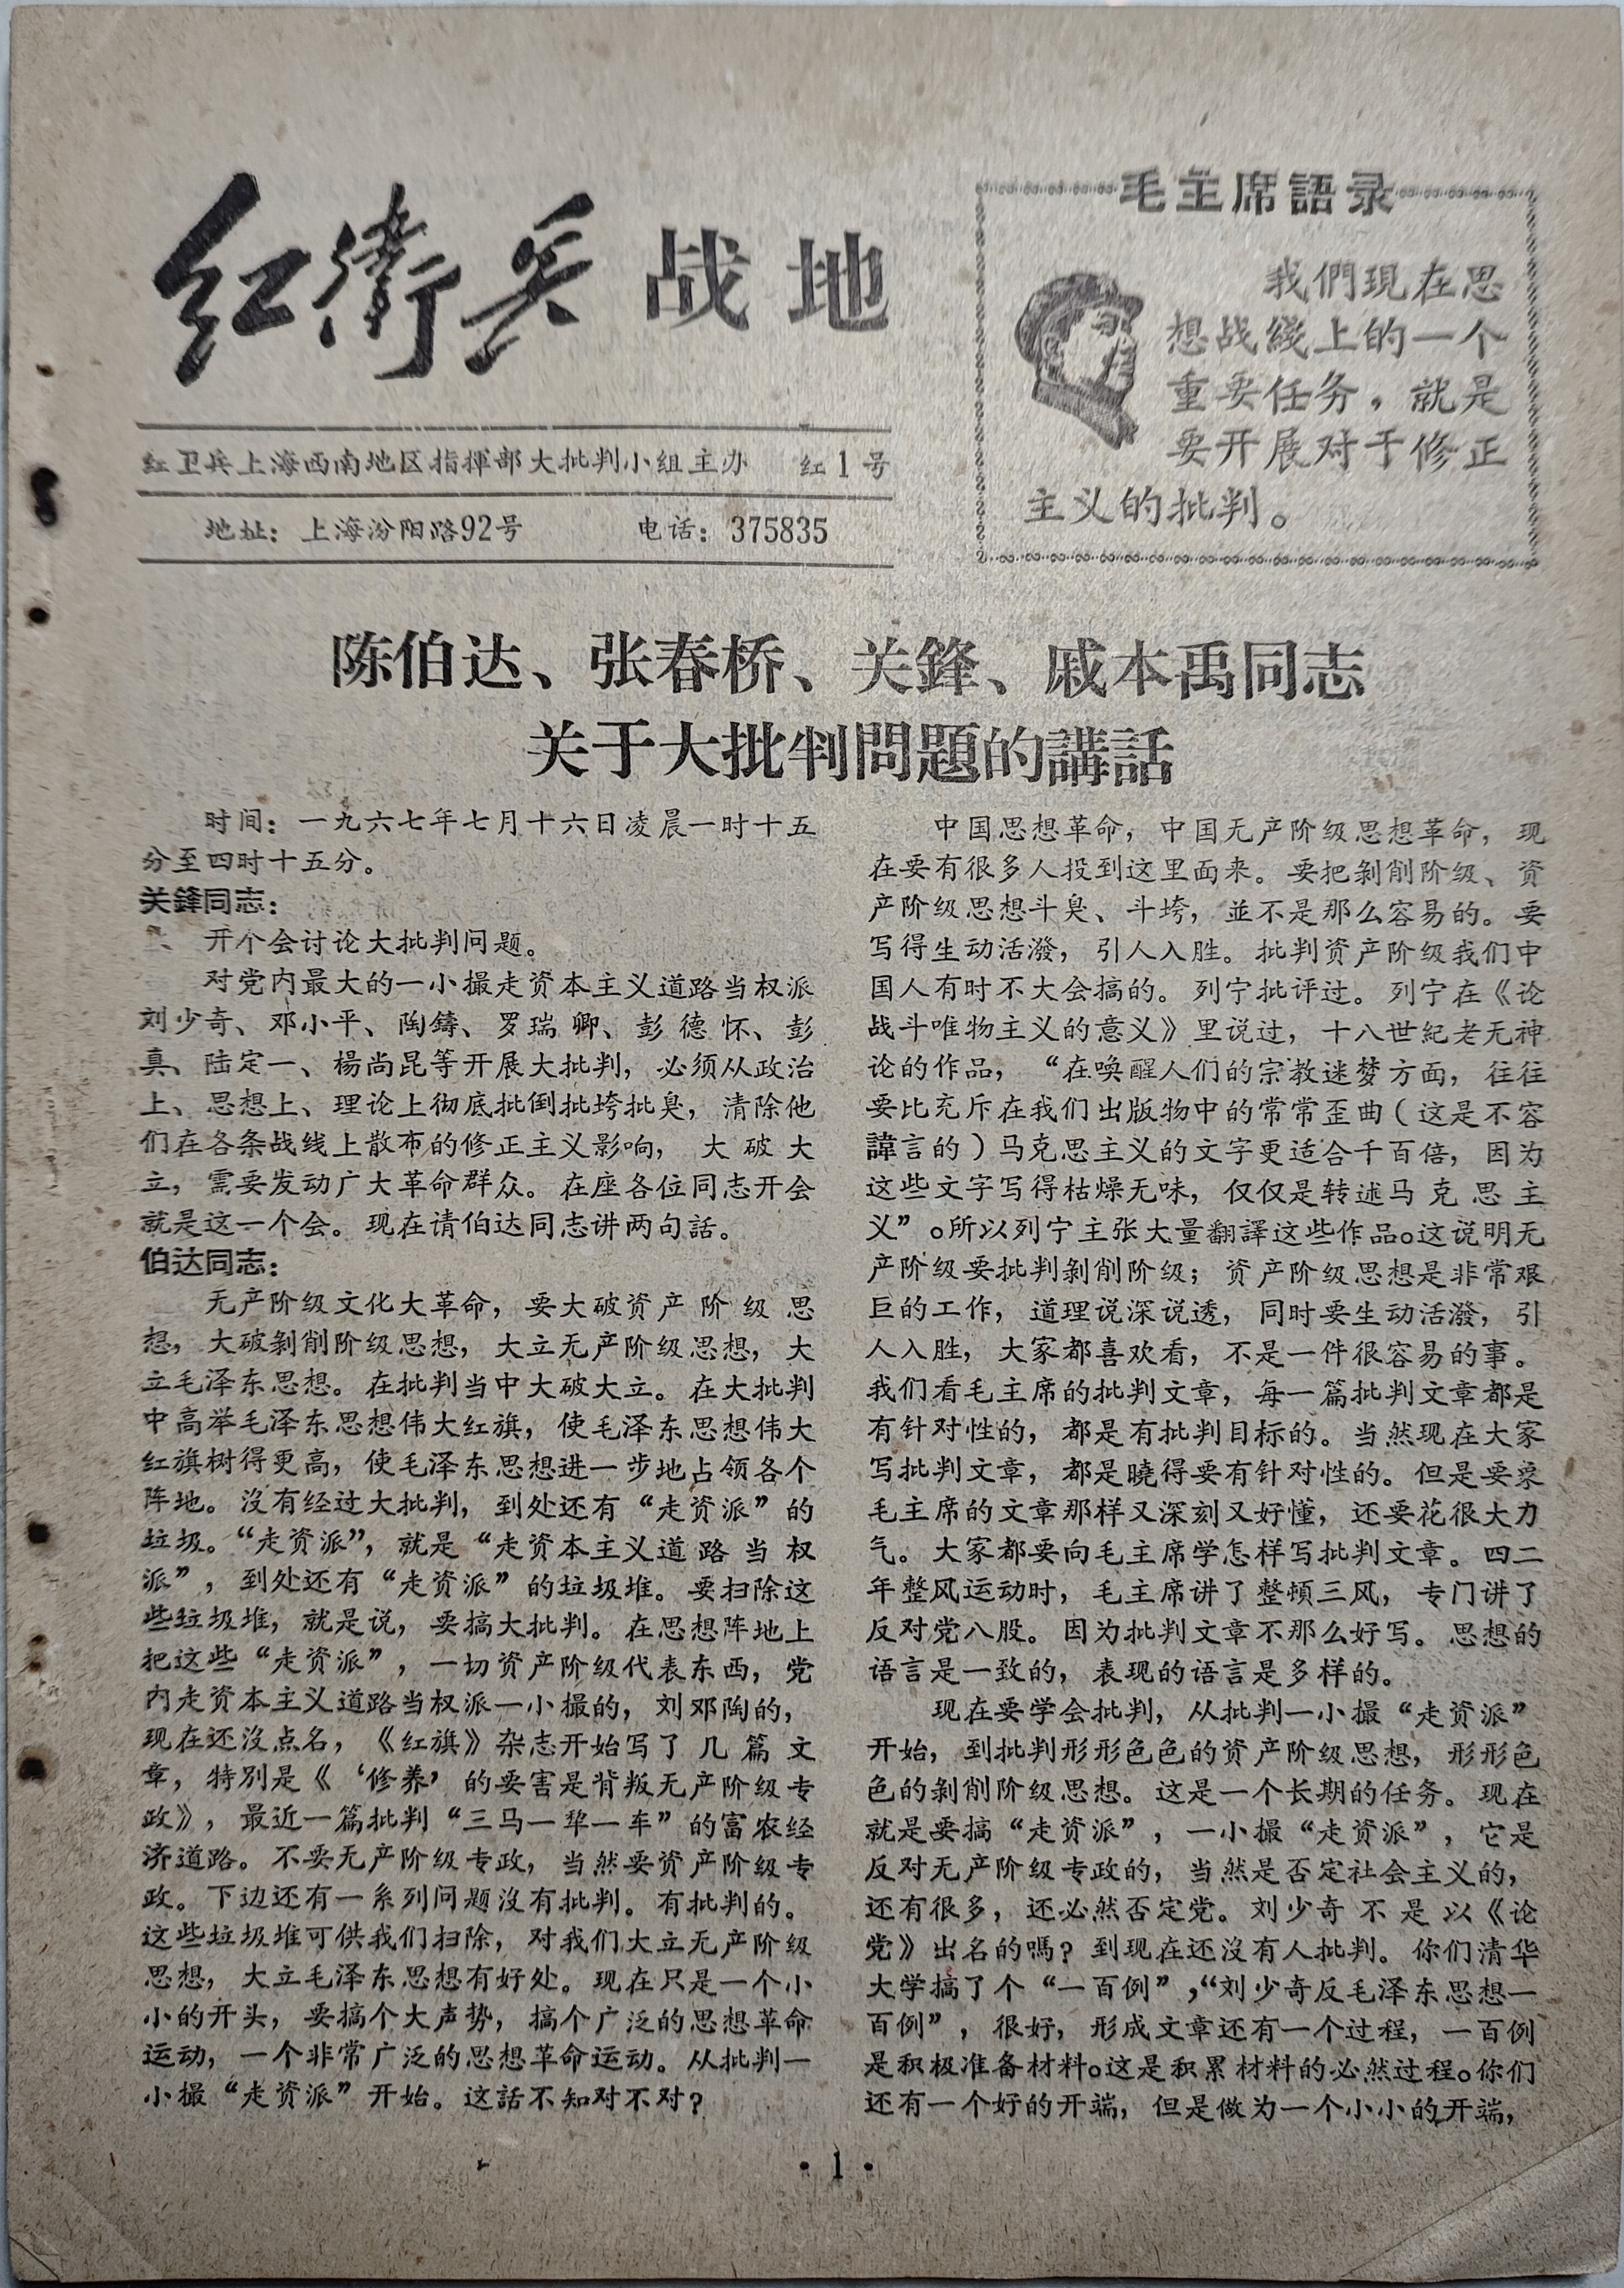 红衛兵 战地
红卫兵上海西南地区指揮部大批判小组主办 红1号
地址：上海汾阳路92号 电话：375835
毛主席語录
我們現在思
想战綫上的一个
重要任务，就是
要开展对于修正
主义的批判。
陈伯达、张春桥、关鋒、戚本禹同志
关于大批判問題的講話
时间：一九六七年七月十六日凌晨一时十五
分至四时十五分。
关鋒同志：
开个会讨论大批判问题。
对党内最大的一小撮走资本主义道路当权派
刘少奇、邓小平、陶鑄、罗瑞卿、彭德怀、彭
真、陆定一、楊尚昆等开展大批判，必须从政治
上、思想上、理论上彻底批倒批垮批臭，清除他
们在各条战线上散布的修正主义影响，大破大
立，需要发动广大革命群众。在座各位同志开会
就是这一个会。现在请伯达同志讲两句話。
伯达同志：
无产阶级文化大革命，要大破资产阶级思
想，大破剝削阶级思想，大立无产阶级思想，大
立毛泽东思想。在批判当中大破大立。在大批判
中高举毛泽东思想伟大红旗，使毛泽东思想伟大
红旗树得更高，使毛泽东思想进一步地占领各个
阵地。沒有经过大批判，到处还有“走资派”的
垃圾。“走资派”，就是“走资本主义道路当权
派”，到处还有“走资派”的垃圾堆。要扫除这
些垃圾堆，就是说，要搞大批判。在思想阵地上
把这些“走资派”，一切资产阶级代表东西，党
内走资本主义道路当权派一小撮的，刘邓陶的，
现在还沒点名，《红旗》杂志开始写了几篇文
章，特别是《‘修养’的要害是背叛无产阶级专
政》，最近一篇批判“三马一犂一车”的富农经
济道路。不要无产阶级专政，当然要资产阶级专
政。下边还有一系列问题沒有批判。有批判的。
这些垃圾堆可供我们扫除，对我们大立无产阶级
思想，大立毛泽东思想有好处。现在只是一个小
小的开头，要搞个大声势，搞个广泛的思想革命
运动，一个非常广泛的思想革命运动。从批判一
小撮“走资派”开始。这話不知对不对？
中国思想革命，中国无产阶级思想革命，现
在要有很多人投到这里面来。要把剝削阶级、资
产阶级思想斗臭、斗垮，並不是那么容易的。要
写得生动活潑，引人入胜。批判资产阶级我们中
国人有时不大会搞的。列宁批评过。列宁在《论
战斗唯物主义的意义》里说过，十八世紀老无神
论的作品，“在唤醒人们的宗教迷梦方面，往往
要比充斥在我们出版物中的常常歪曲（这是不容
諱言的）马克思主义的文字更适合千百倍，因为
这些文字写得枯燥无味，仅仅是转述马克思主
义”。所以列宁主张大量翻譯这些作品。这说明无
产阶级要批判剝削阶级；资产阶级思想是非常艰
巨的工作，道理说深说透，同时要生动活潑，引
人入胜，大家都喜欢看，不是一件很容易的事。
我们看毛主席的批判文章，每一篇批判文章都是
有针对性的，都是有批判目标的。当然现在大家
写批判文章，都是曉得要有针对性的。但是要象
毛主席的文章那样又深刻又好懂，还要花很大力
气。大家都要向毛主席学怎样写批判文章。四二
年整风运动时，毛主席讲了整頓三风，专门讲了
反对党八股。因为批判文章不那么好写。思想的
语言是一致的，表现的语言是多样的。
现在要学会批判，从批判一小撮“走资派”
开始，到批判形形色色的资产阶级思想，形形色
色的剝削阶级思想。这是一个长期的任务。现在
就是要搞“走资派”，一小撮“走资派”，它是
反对无产阶级专政的，当然是否定社会主义的，
还有很多，还必然否定党。刘少奇不是以《论
党》出名的嗎？到现在还沒有人批判。你们清华
大学搞了个“一百例”，“刘少奇反毛泽东思想一
百例”，很好，形成文章还有一个过程，一百例
是积极准备材料。这是积累材料的必然过程。你们
还有一个好的开端，但是做为一个小小的开端，
·1·